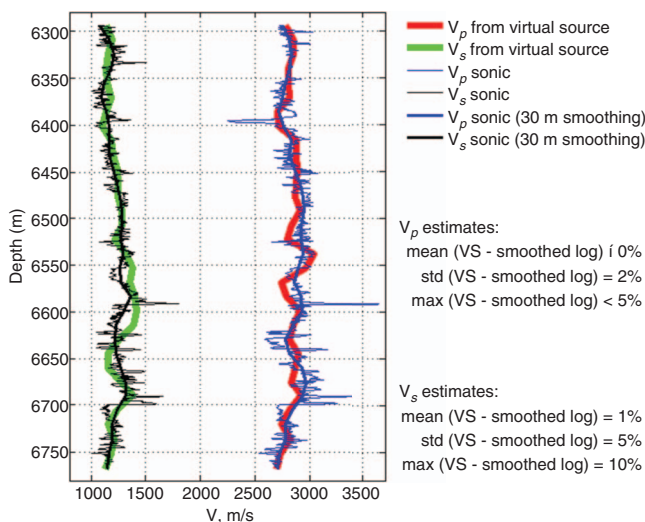 6300
6350
6400
6450
6500
6550
6600
6650
6700
6750
Depth (m)
1000 1500 2000 2500 3000 3500
V, m/s
Vp from virtual source
Vs from virtual source
Vp sonic
Vs sonic
Vp sonic (30 m smoothing)
Vs sonic (30 m smoothing)
Vp estimates:
mean (VS - smoothed log) í 0%
std (VS - smoothed log) = 2%
max (VS - smoothed log) < 5%
Vs estimates:
mean (VS - smoothed log) = 1%
std (VS - smoothed log) = 5%
max (VS - smoothed log) = 10%